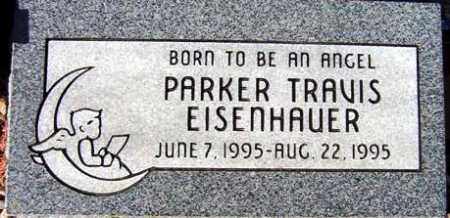 BORN TO BE AN ANGEL
PARKER TRAVIS
EISENHAUER
JUNE 7, 1995-AUG. 22, 1995